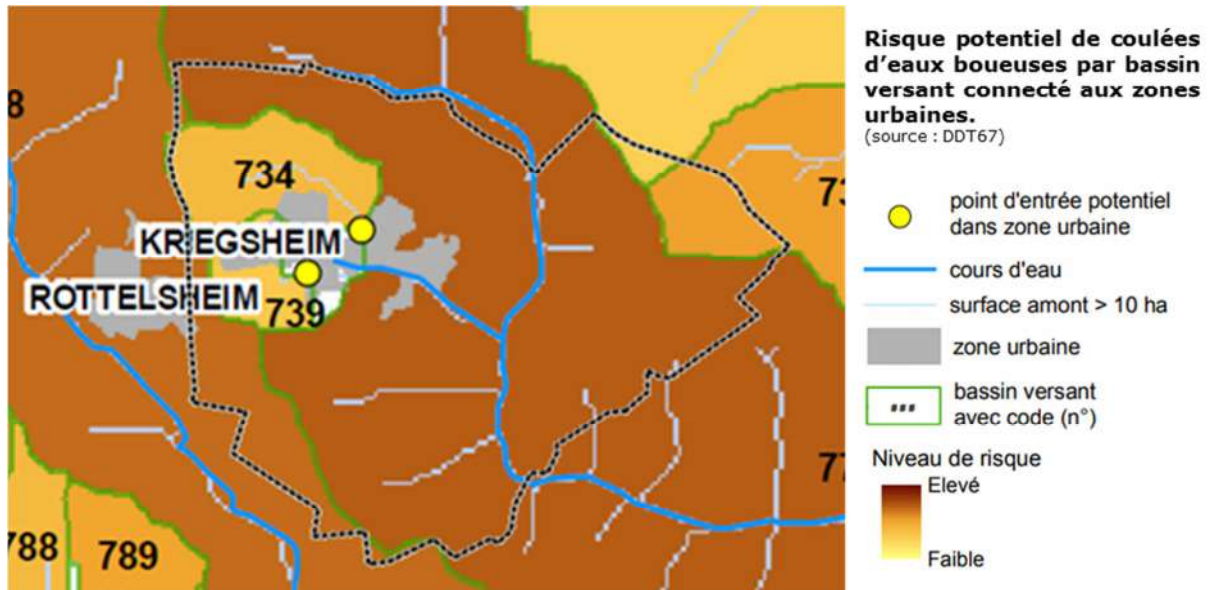 Risque potentiel de coulées
d'eaux boueuses par bassin
versant connecté aux zones
urbaines.
(source : DDT67)
734
KRIEGSHEIM
ROTTELSHEIM
739
788
789
point d'entrée potentiel
dans zone urbaine
cours d'eau
surface amont > 10 ha
zone urbaine
bassin versant
avec code (n°)
Niveau de risque
Elevé
Faible